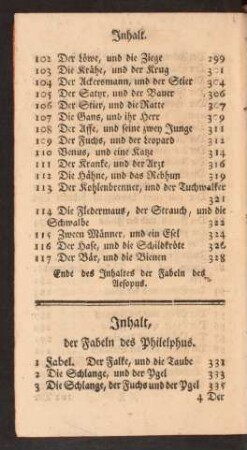 Inhalt.
102 Der Löwe, und die Ziege 299
103 Die Krähe, und der Krug 301
104 Der Ackersmann, und der Stier 304
105 Der Satyr, und der Bauer 306
106 Der Stier, und die Ratte 307
107 Die Gans, und ihr Herr 309
108 Der Affe, und seine zwey Junge 311
109 Der Fuchs, und der Leopard 312
110 Venus, und eine Katze 314
111 Der Kranke, und der Arzt 316
112 Die Hähne, und das Rebhun 319
113 Der Kohlenbrenner, und der Tuchwalker
321
114 Die Fledermaus, der Strauch, und die
Schwalbe 322
115 Zween Männer, und ein Esel 324
116 Der Hase, und die Schildkröte 326
117 Der Bär, und die Bienen 328
Ende des Inhaltes der Fabeln des
Aesopus.
Inhalt,
der Fabeln des Philelphus.
1 Fabel. Der Falke, und die Taube 331
2 Die Schlange, und der Ygel 333
3 Die Schlange, der Fuchs und der Ygel 335
4 Der